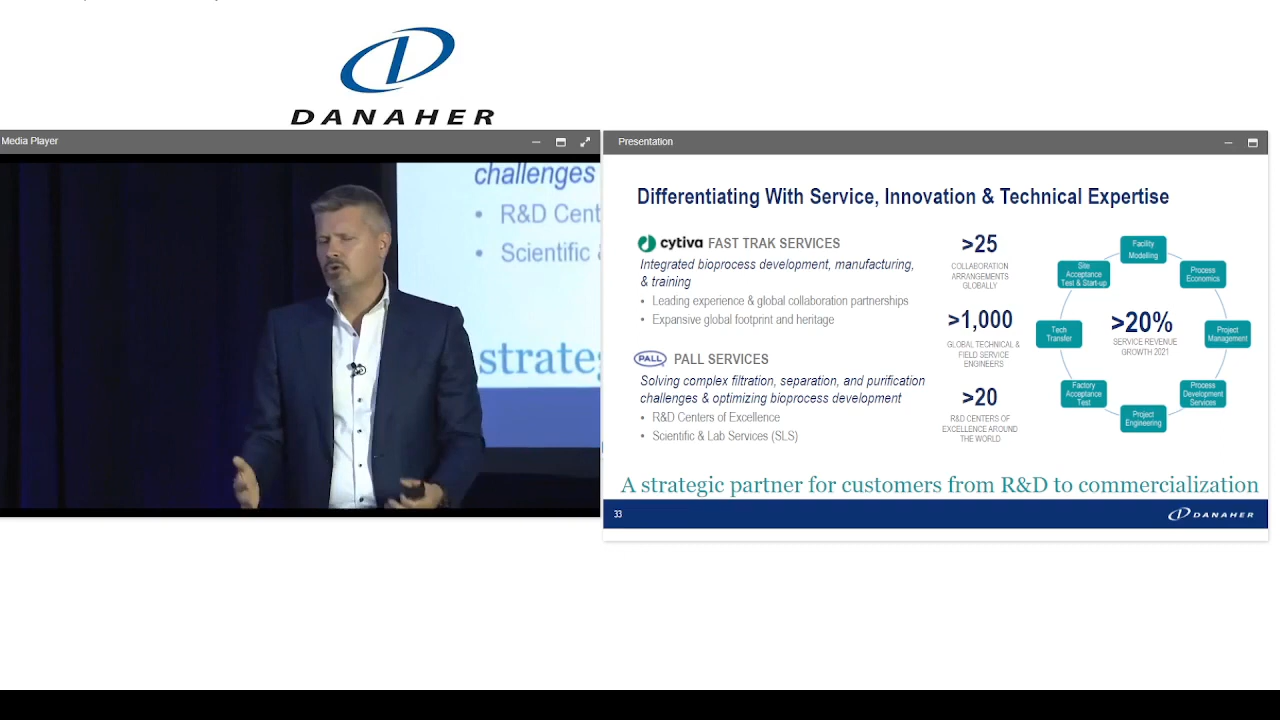 DANAHER
Media Player
challenges
• R&D Cent
• Scientific &
strate
Presentation
Differentiating With Service, Innovation & Technical Expertise
cytiva FAST TRAK SERVICES
Integrated bioprocess development, manufacturing,
& training
• Leading experience & global collaboration partnerships
• Expansive global footprint and heritage
PALL PALL SERVICES
Solving complex filtration, separation, and purification
challenges & optimizing bioprocess development
• R&D Centers of Excellence
• Scientific & Lab Services (SLS)
>25
COLLABORATION
ARRANGEMENTS
GLOBALLY
>1,000
GLOBAL TECHNICAL &
FIELD SERVICE
ENGINEERS
>20
R&D CENTERS OF
EXCELLENCE AROUND
THE WORLD
Facility
Modelling
Process
Economics
Project
Management
Process
Development
Services
Project
Engineering
Factory
Acceptance
Test
Tech
Transfer
Site
Acceptance
Test & Start-up
>20%
SERVICE REVENUE
GROWTH 2021
A strategic partner for customers from R&D to commercialization
33
DANAHER